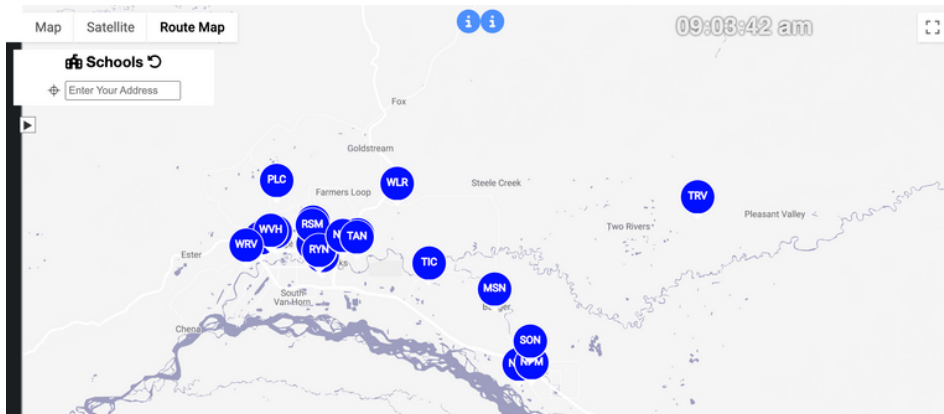 Map Satellite Route Map
09:03:42 am
Schools
Enter Your Address
Fox
Goldstream
PLC
WLR
Steele Creek
Farmers Loop
TRV
Pleasant Valley
Two Rivers
RSM
WVH
TAN
WRV
RYN
Ester
TIC
South
Van Horn
MSN
Chena
SON